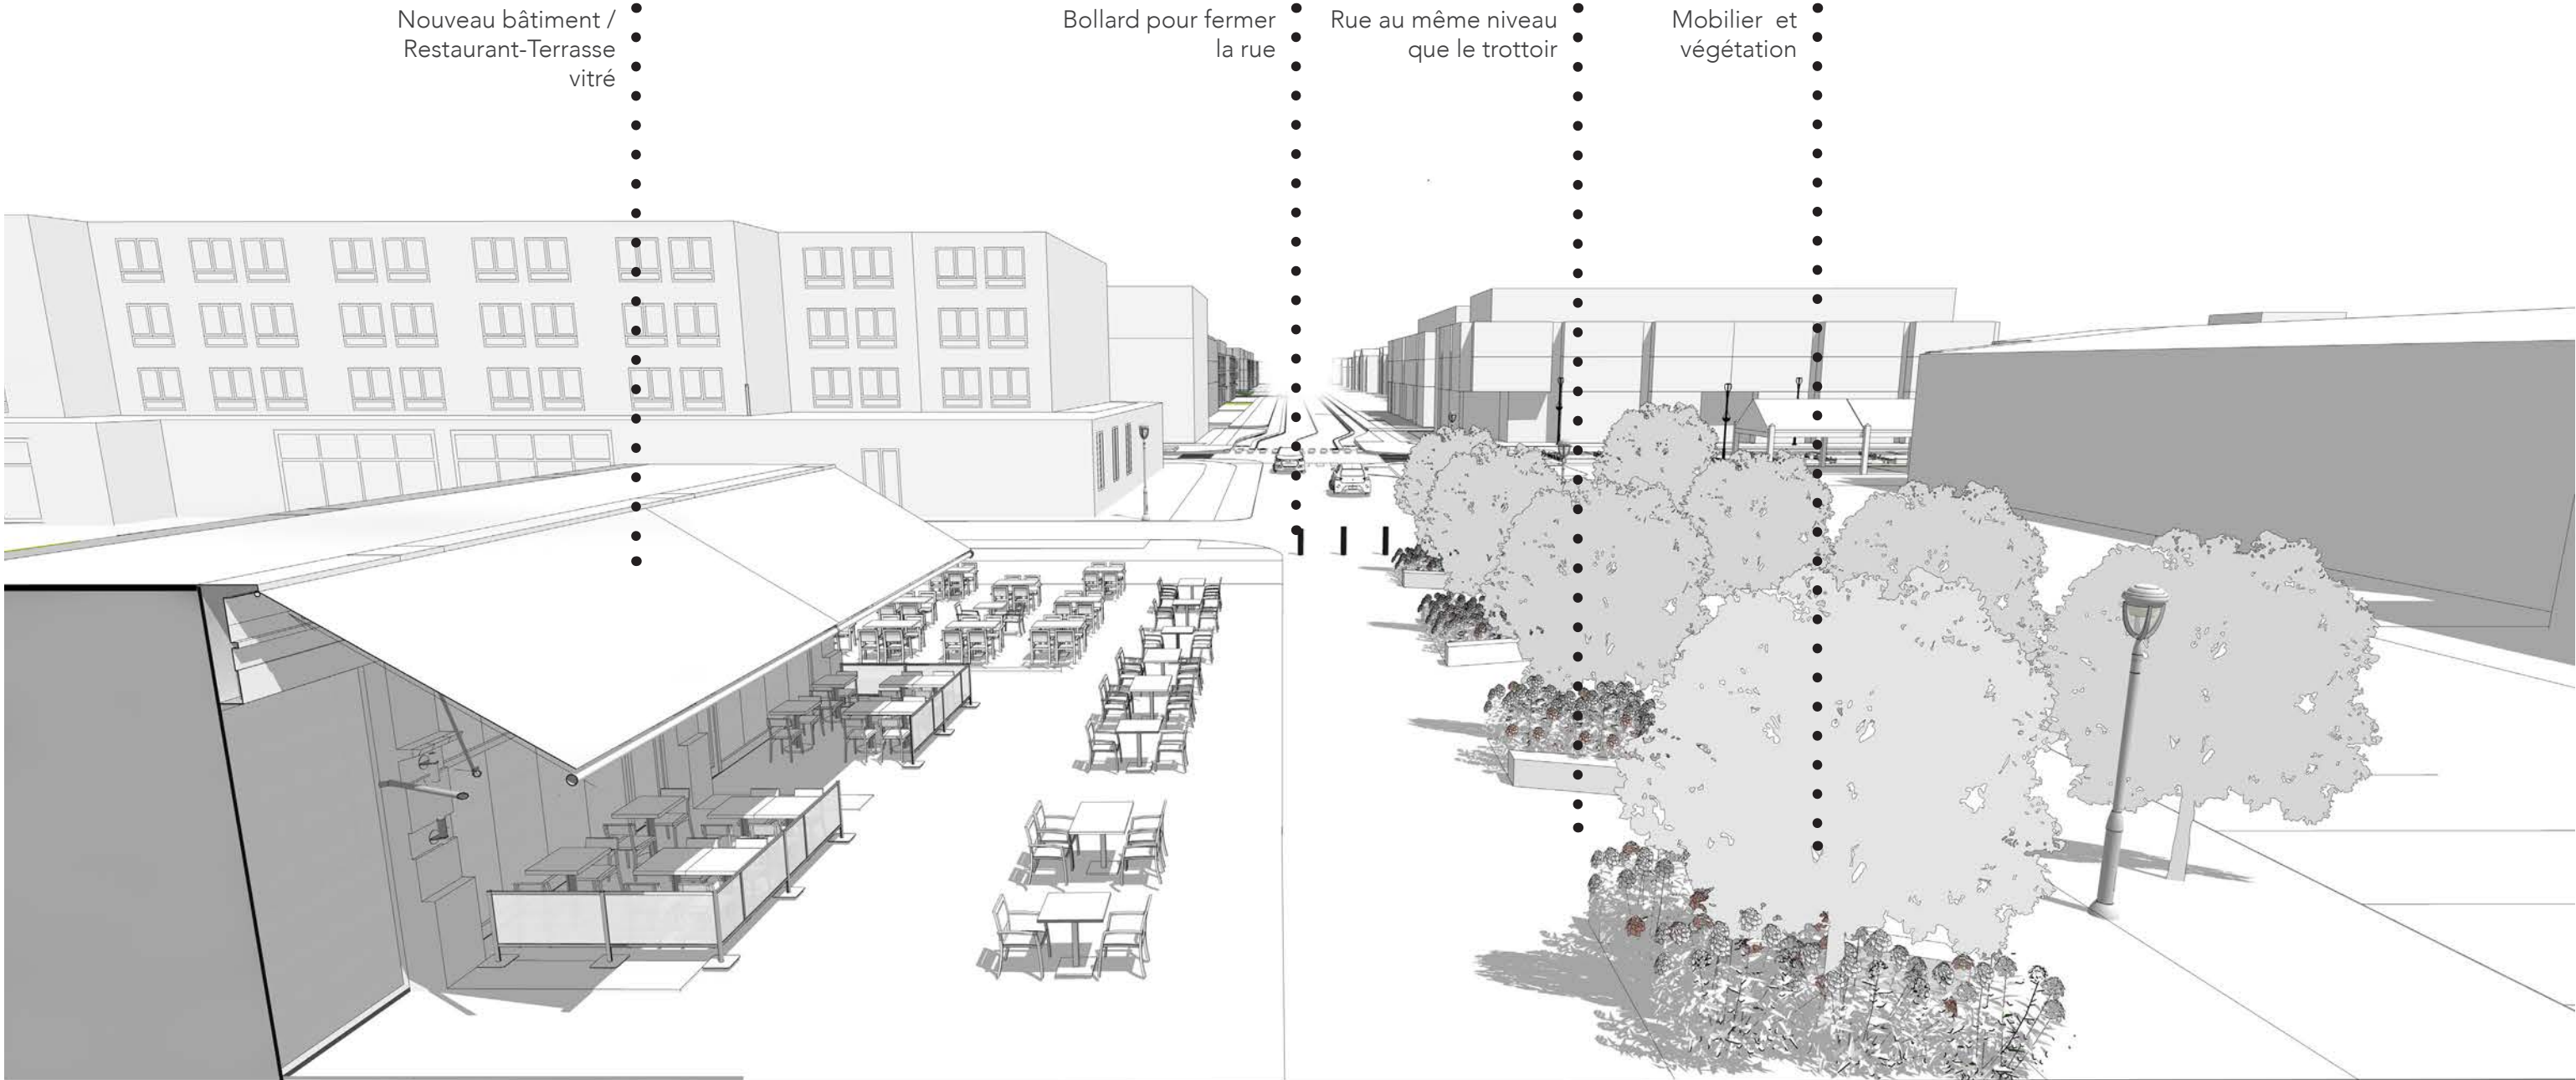 Nouveau bâtiment /
Restaurant-Terrasse
vitré
Bollard pour fermer
la rue
Rue au même niveau
que le trottoir
Mobilier et
végétation